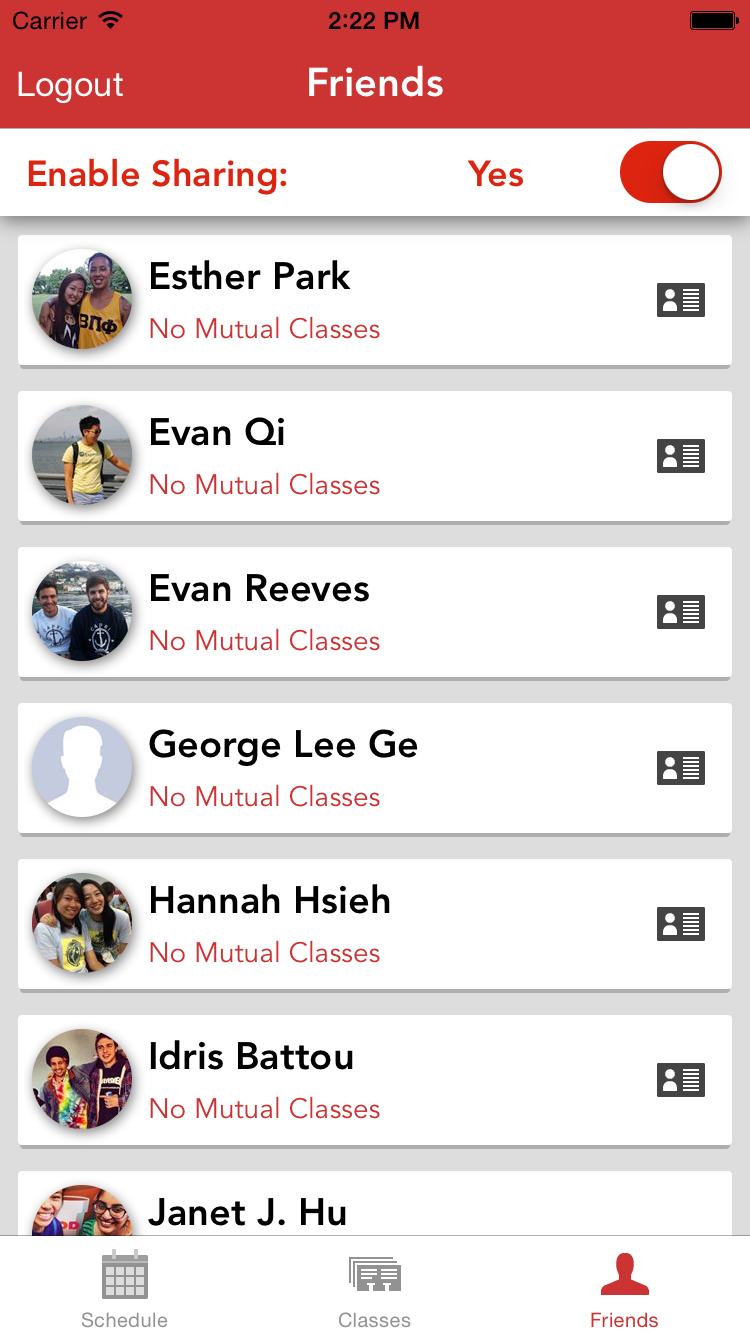 Carrier 2:22 PM
Logout Friends
Enable Sharing: Yes
Esther Park
No Mutual Classes
ΒΠΦ
Evan Qi
No Mutual Classes
Evan Reeves
No Mutual Classes
CAPRI
George Lee Ge
No Mutual Classes
Hannah Hsieh
No Mutual Classes
Idris Battou
No Mutual Classes
Janet J. Hu
Schedule Classes Friends